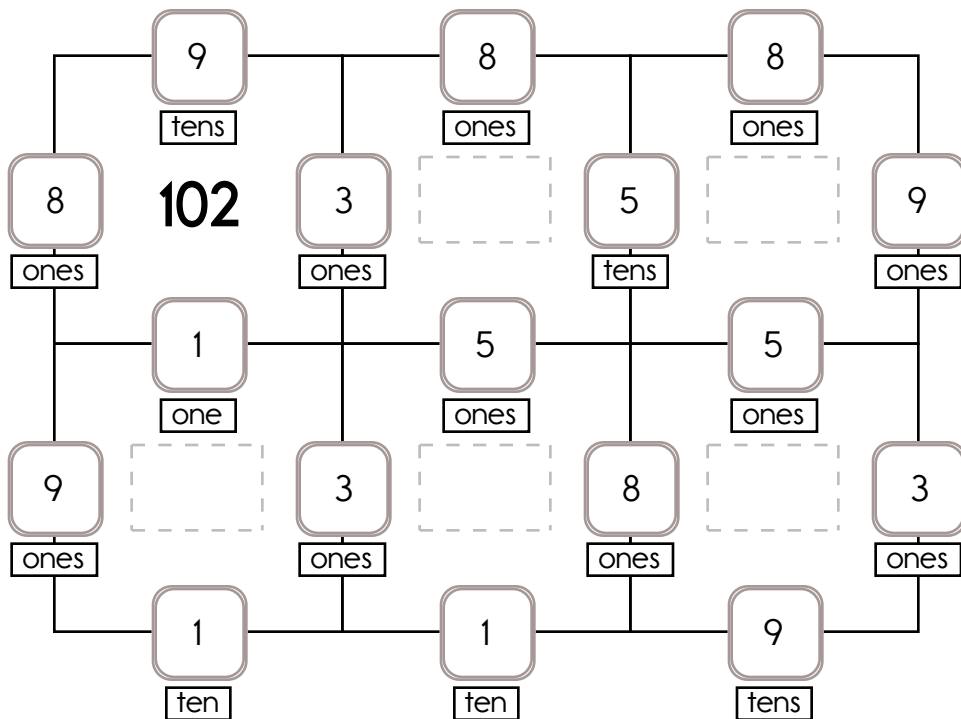 9 8 8
tens ones ones
8 102 3 5 9
ones ones tens ones
1 5 5
one ones ones
9 3 8 3
ones ones ones ones
1 1 9
ten ten tens